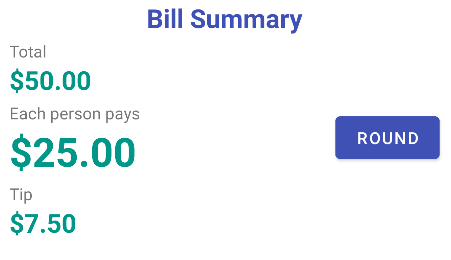 Bill Summary
Total
$50.00
Each person pays
$25.00
ROUND
Tip
$7.50